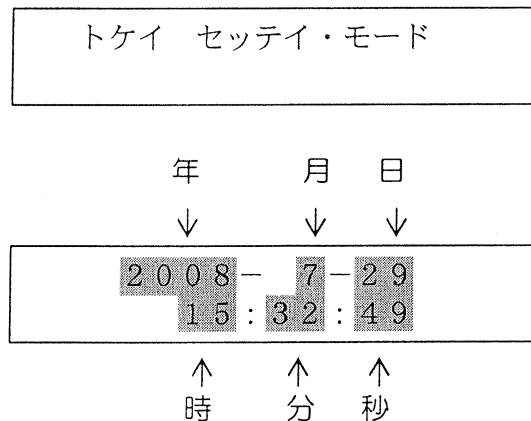 トケイ　セッテイ・モード
年　月　日
2008-　7-29
15:32:49
時　分　秒